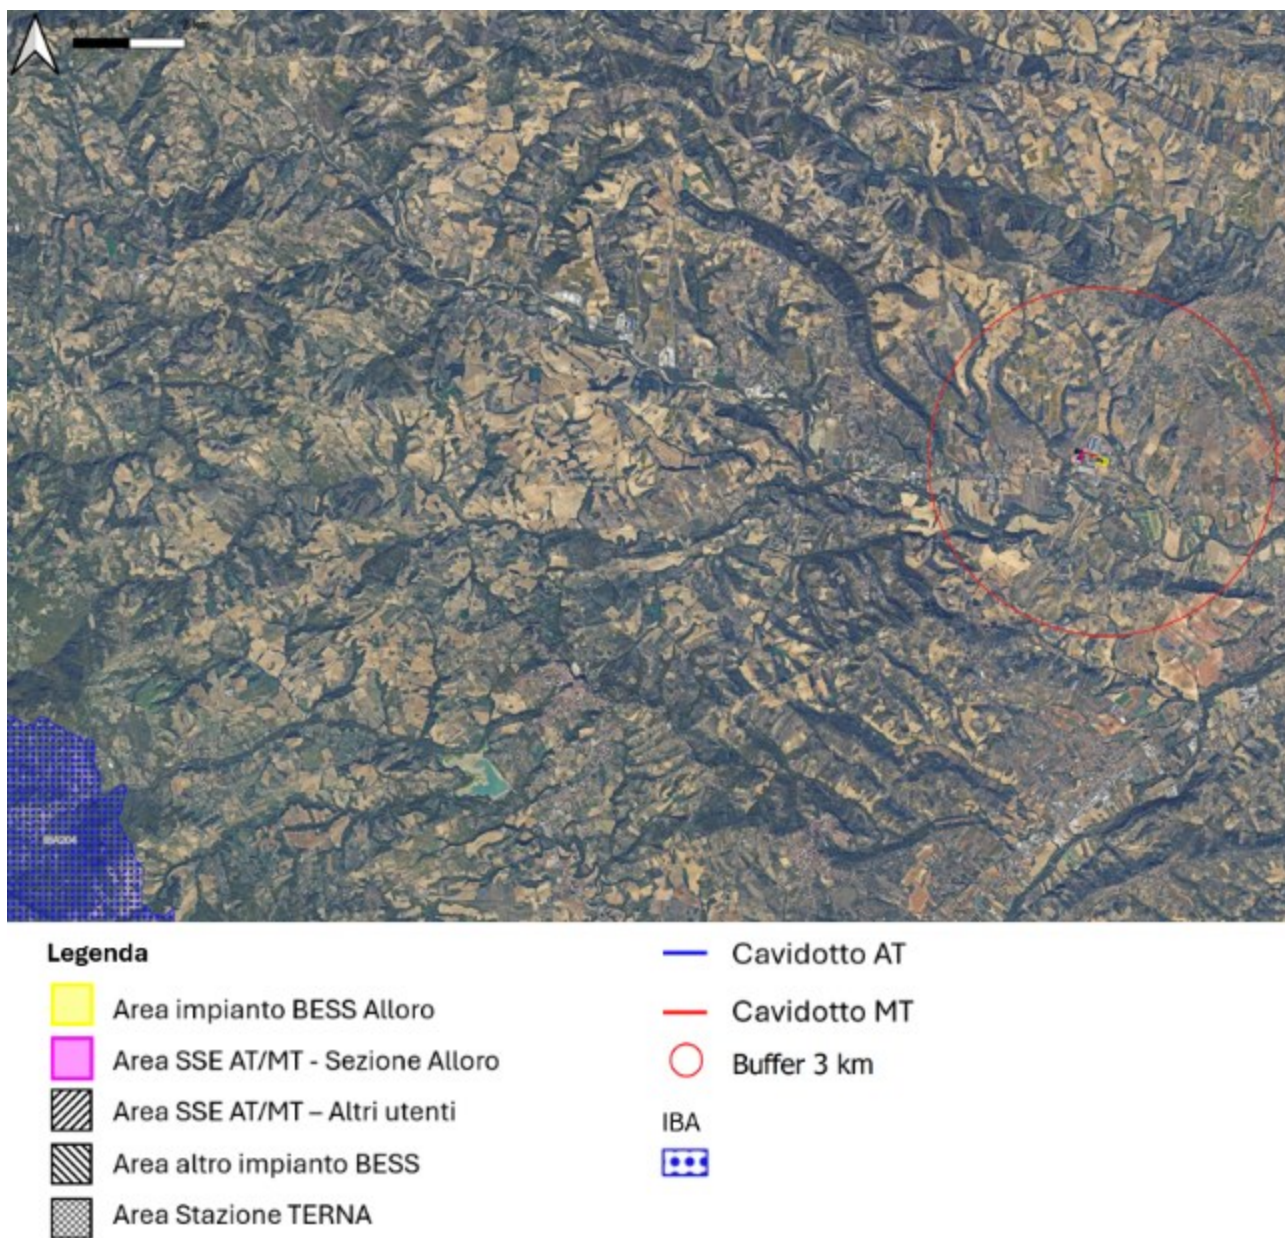 Legenda
Area impianto BESS Alloro
Area SSE AT/MT - Sezione Alloro
Area SSE AT/MT – Altri utenti
Area altro impianto BESS
Area Stazione TERNA
Cavidotto AT
Cavidotto MT
Buffer 3 km
IBA